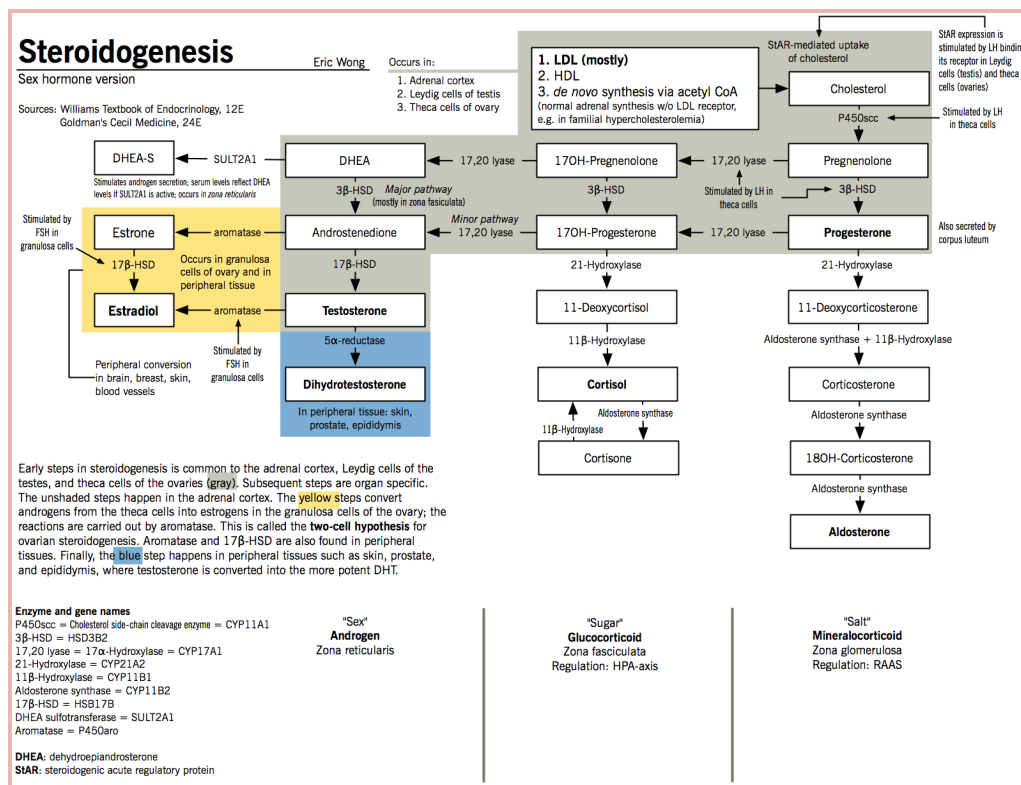 Steroidogenesis
Eric Wong
Sex hormone version
Sources: Williams Textbook of Endocrinology, 12E
Goldman's Cecil Medicine, 24E
Occurs in:
1. Adrenal cortex
2. Leydig cells of testis
3. Theca cells of ovary
1. LDL (mostly)
2. HDL
3. de novo synthesis via acetyl CoA
(normal adrenal synthesis w/o LDL receptor,
e.g. in familial hypercholesterolemia)
StAR-mediated uptake
of cholesterol
StAR expression is
stimulated by LH bindin
its receptor in Leydig
cells (testis) and theca
cells (ovaries)
Cholesterol
P450scc
Stimulated by LH
in theca cells
DHEA-S
SULT2A1
DHEA
17,20 lyase
17OH-Pregnenolone
17,20 lyase
Pregnenolone
Stimulates androgen secretion; serum levels reflect DHEA
levels if SULT2A1 is active; occurs in zona reticularis
3β-HSD
Major pathway
(mostly in zona fasiculata)
3β-HSD
Stimulated by LH in
theca cells
3β-HSD
Stimulated by
FSH in
granulosa cells
Estrone
aromatase
Androstenedione
Minor pathway
17,20 lyase
17OH-Progesterone
17,20 lyase
Progesterone
Also secreted by
corpus luteum
17β-HSD
Occurs in granulosa
cells of ovary and in
peripheral tissue
17β-HSD
21-Hydroxylase
21-Hydroxylase
Estradiol
aromatase
Testosterone
11-Deoxycortisol
11-Deoxycorticosterone
Stimulated by
FSH in
granulosa cells
5α-reductase
11β-Hydroxylase
Aldosterone synthase + 11β-Hydroxylase
Peripheral conversion
in brain, breast, skin,
blood vessels
Dihydrotestosterone
Cortisol
Corticosterone
In peripheral tissue: skin,
prostate, epididymis
Aldosterone synthase
11β-Hydroxylase
Aldosterone synthase
Cortisone
18OH-Corticosterone
Aldosterone synthase
Aldosterone
Early steps in steroidogenesis is common to the adrenal cortex, Leydig cells of the
testes, and theca cells of the ovaries (gray). Subsequent steps are organ specific.
The unshaded steps happen in the adrenal cortex. The yellow steps convert
androgens from the theca cells into estrogens in the granulosa cells of the ovary; the
reactions are carried out by aromatase. This is called the two-cell hypothesis for
ovarian steroidogenesis. Aromatase and 17β-HSD are also found in peripheral
tissues. Finally, the blue step happens in peripheral tissues such as skin, prostate,
and epididymis, where testosterone is converted into the more potent DHT.
Enzyme and gene names
P450scc = Cholesterol side-chain cleavage enzyme = CYP11A1
3β-HSD = HSD3B2
17,20 lyase = 17α-Hydroxylase = CYP17A1
21-Hydroxylase = CYP21A2
11β-Hydroxylase = CYP11B1
Aldosterone synthase = CYP11B2
17β-HSD = HSB17B
DHEA sulfotransferase = SULT2A1
Aromatase = P450aro
DHEA: dehydroepiandrosterone
StAR: steroidogenic acute regulatory protein
"Sex"
Androgen
Zona reticularis
"Sugar"
Glucocorticoid
Zona fasciculata
Regulation: HPA-axis
"Salt"
Mineralocorticoid
Zona glomerulosa
Regulation: RAAS